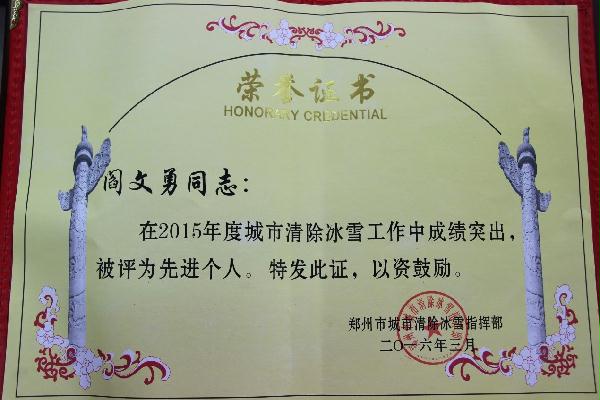 荣誉证书
HONORARY CREDENTIAL
阎文勇同志：
在2015年度城市清除冰雪工作中成绩突出，
被评为先进个人。特发此证，以资鼓励。
郑州市城市清除冰雪指挥部
二〇一六年三月